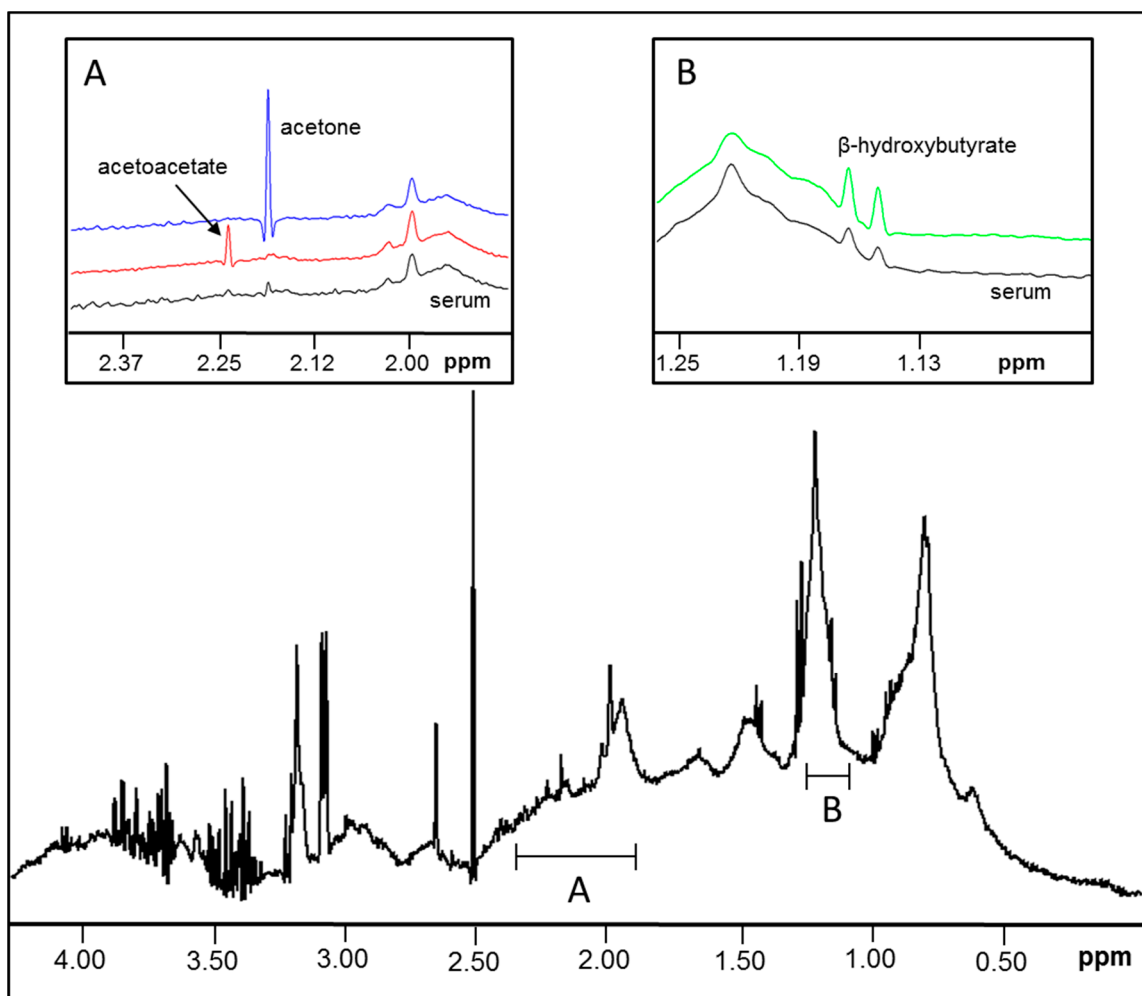 A
acetone
acetoacetate
serum
2.37 2.25 2.12 2.00 ppm
B
β-hydroxybutyrate
serum
1.25 1.19 1.13 ppm
A
B
4.00 3.50 3.00 2.50 2.00 1.50 1.00 0.50 ppm